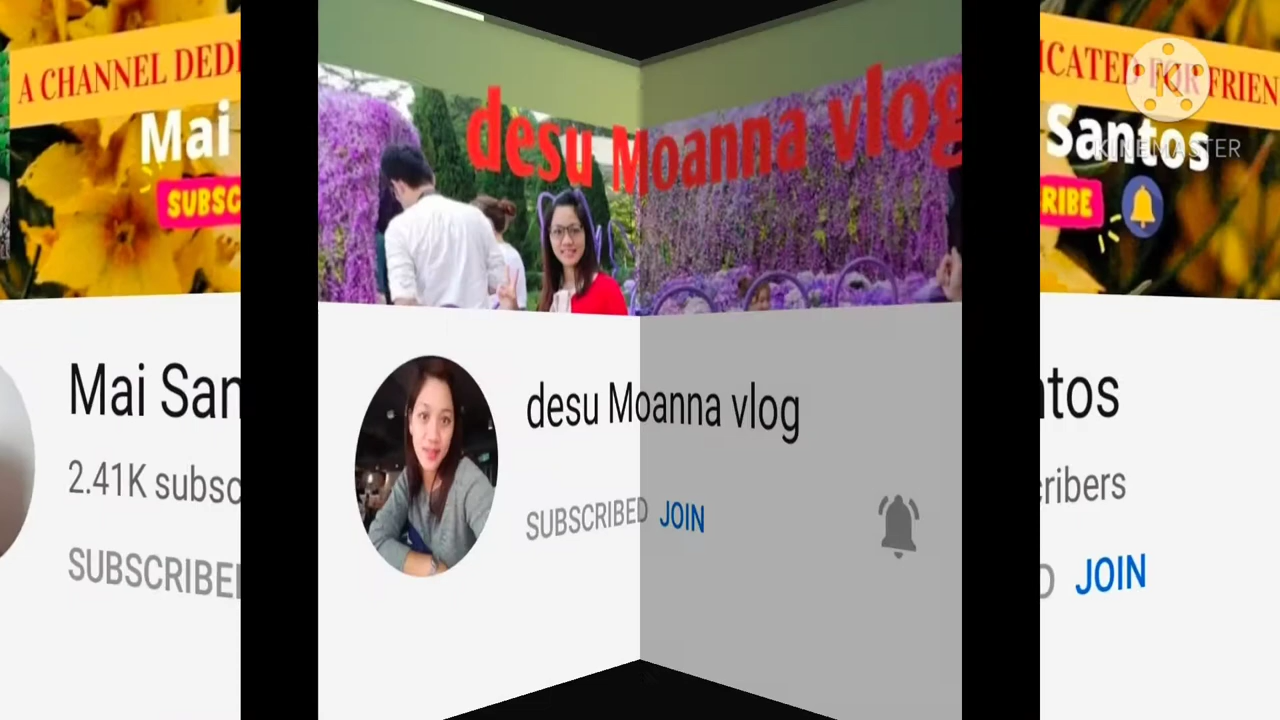 A CHANNEL DEDI
ICATED FOR FRIEN
Mai
Santos
SUBSC
RIBE
KINEMASTER
desu Moanna vlog
Mai San
ntos
2.41K subsc
cribers
SUBSCRIBE
D JOIN
desu Moanna vlog
SUBSCRIBED JOIN